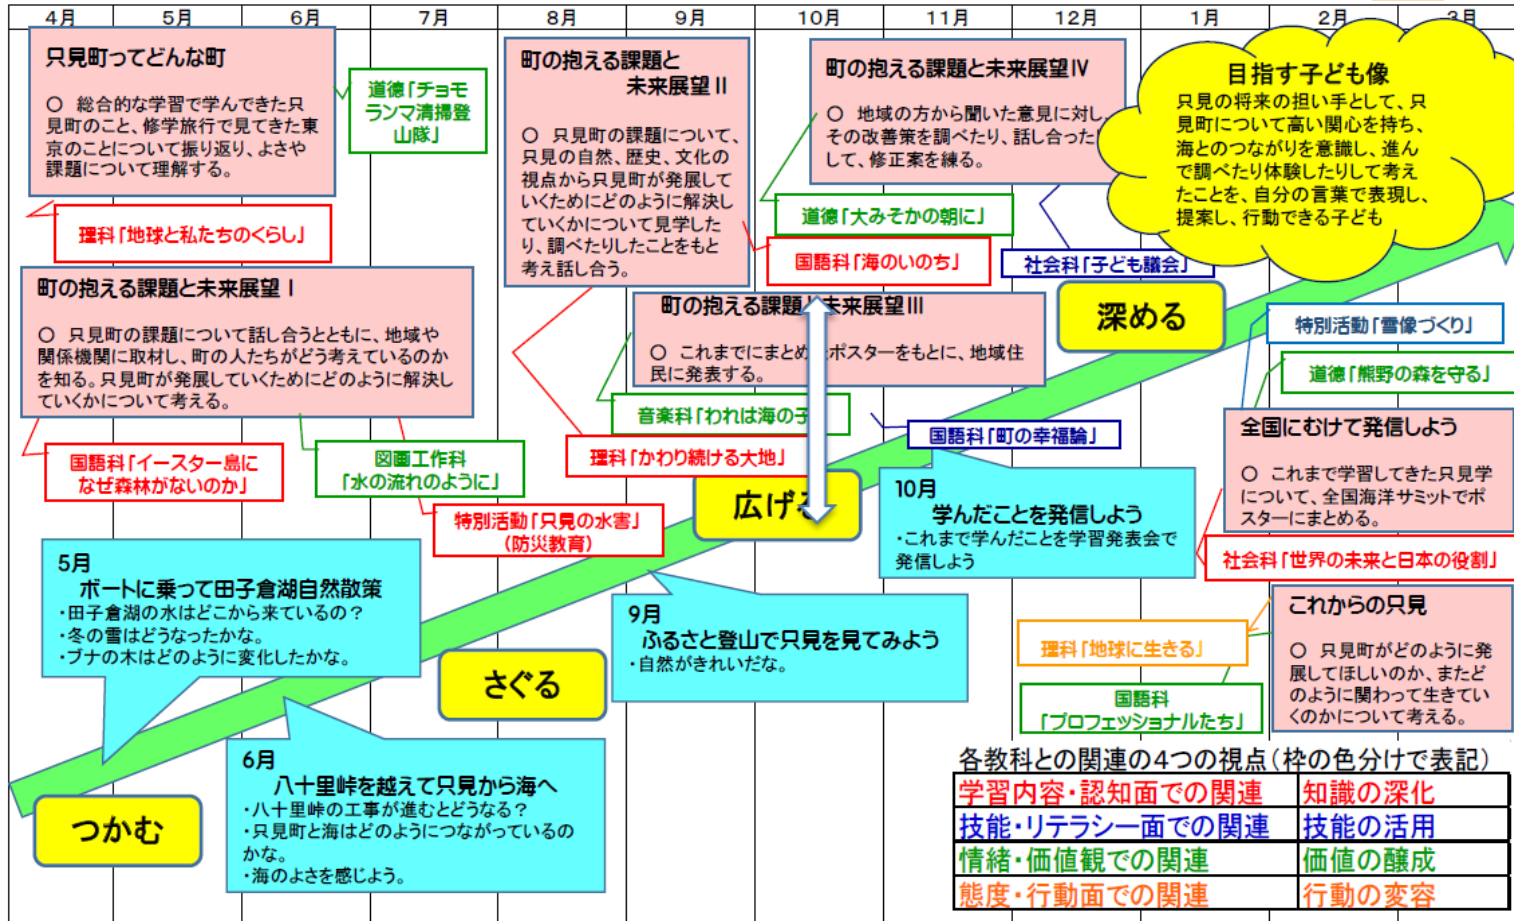 4月 5月 6月 7月 8月 9月 10月 11月 12月 1月 2月 3月
只見町ってどんな町
○ 総合的な学習で学んできた只
見町のこと、修学旅行で見てきた東
京のことについて振り返り、よさや
課題について理解する。
道徳「チョモ
ランマ清掃登
山隊」
理科「地球と私たちのくらし」
町の抱える課題と未来展望Ⅰ
○ 只見町の課題について話し合うとともに、地域や
関係機関に取材し、町の人たちがどう考えているのか
を知る。只見町が発展していくためにどのように解決し
ていくかについて考える。
国語科「イースター島に
なぜ森林がないのか」
図画工作科
「水の流れのように」
特別活動「只見の水害」
（防災教育）
町の抱える課題と
未来展望Ⅱ
○ 只見町の課題について、
只見の自然、歴史、文化の
視点から只見町が発展して
いくためにどのように解決し
ていくかについて見学した
り、調べたりしたことをもと
考え話し合う。
町の抱える課題と未来展望Ⅳ
○ 地域の方から聞いた意見に対し
その改善策を調べたり、話し合った
して、修正案を練る。
道徳「大みそかの朝に」
国語科「海のいのち」
社会科「子ども議会」
目指す子ども像
只見の将来の担い手として、只
見町について高い関心を持ち、
海とのつながりを意識し、進ん
で調べたり体験したりして考え
たことを、自分の言葉で表現し、
提案し、行動できる子ども
町の抱える課題と未来展望Ⅲ
○ これまでにまとめ ポスターをもとに、地域住
民に発表する。
音楽科「われは海の子
理科「かわり続ける大地」
国語科「町の幸福論」
深める
特別活動「雪像づくり」
道徳「熊野の森を守る」
全国にむけて発信しよう
○ これまで学習してきた只見学
について、全国海洋サミットでポ
スターにまとめる。
社会科「世界の未来と日本の役割」
広げる
10月
学んだことを発信しよう
・これまで学んだことを学習発表会で
発信しよう
5月
ボートに乗って田子倉湖自然散策
・田子倉湖の水はどこから来ているの？
・冬の雪はどうなったかな。
・ブナの木はどのように変化したかな。
9月
ふるさと登山で只見を見てみよう
・自然がきれいだな。
さぐる
理科「地球に生きる」
国語科
「プロフェッショナルたち」
これからの只見
○ 只見町がどのように発
展してほしいのか、またど
のように関わって生きてい
くのかについて考える。
6月
八十里峠を越えて只見から海へ
・八十里峠の工事が進むとどうなる？
・只見町と海はどのようにつながっているの
かな。
・海のよさを感じよう。
つかむ
各教科との関連の4つの視点（枠の色分けで表記）
学習内容・認知面での関連 知識の深化
技能・リテラシー面での関連 技能の活用
情緒・価値観での関連 価値の醸成
態度・行動面での関連 行動の変容